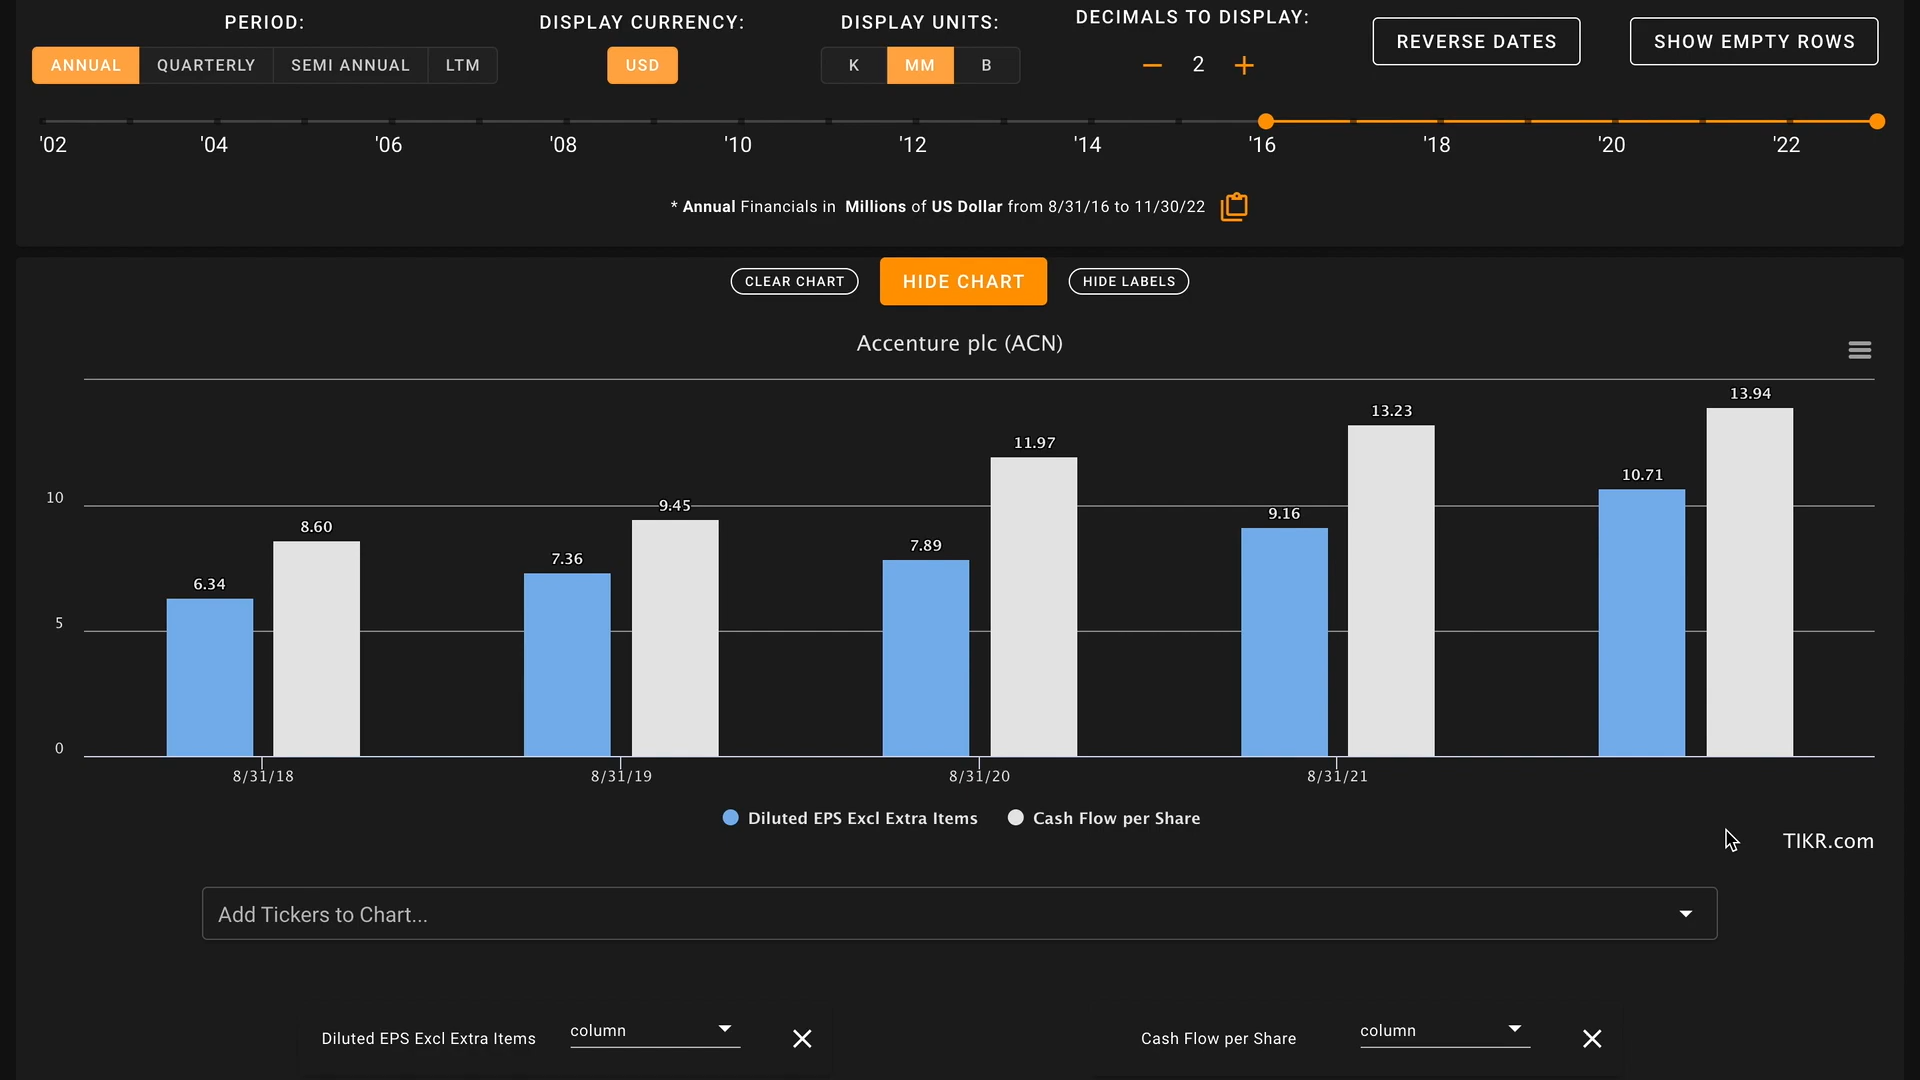 PERIOD:
ANNUAL QUARTERLY SEMI ANNUAL LTM
DISPLAY CURRENCY:
USD
DISPLAY UNITS:
K MM B
DECIMALS TO DISPLAY:
2
REVERSE DATES
SHOW EMPTY ROWS
'02 '04 '06 '08 '10 '12 '14 '16 '18 '20 '22
* Annual Financials in Millions of US Dollar from 8/31/16 to 11/30/22
CLEAR CHART HIDE CHART HIDE LABELS
Accenture plc (ACN)
10
5
0
6.34 8.60
7.36 9.45
7.89 11.97
9.16 13.23
10.71 13.94
8/31/18 8/31/19 8/31/20 8/31/21
Diluted EPS Excl Extra Items Cash Flow per Share
TIKR.com
Add Tickers to Chart...
Diluted EPS Excl Extra Items column
Cash Flow per Share column